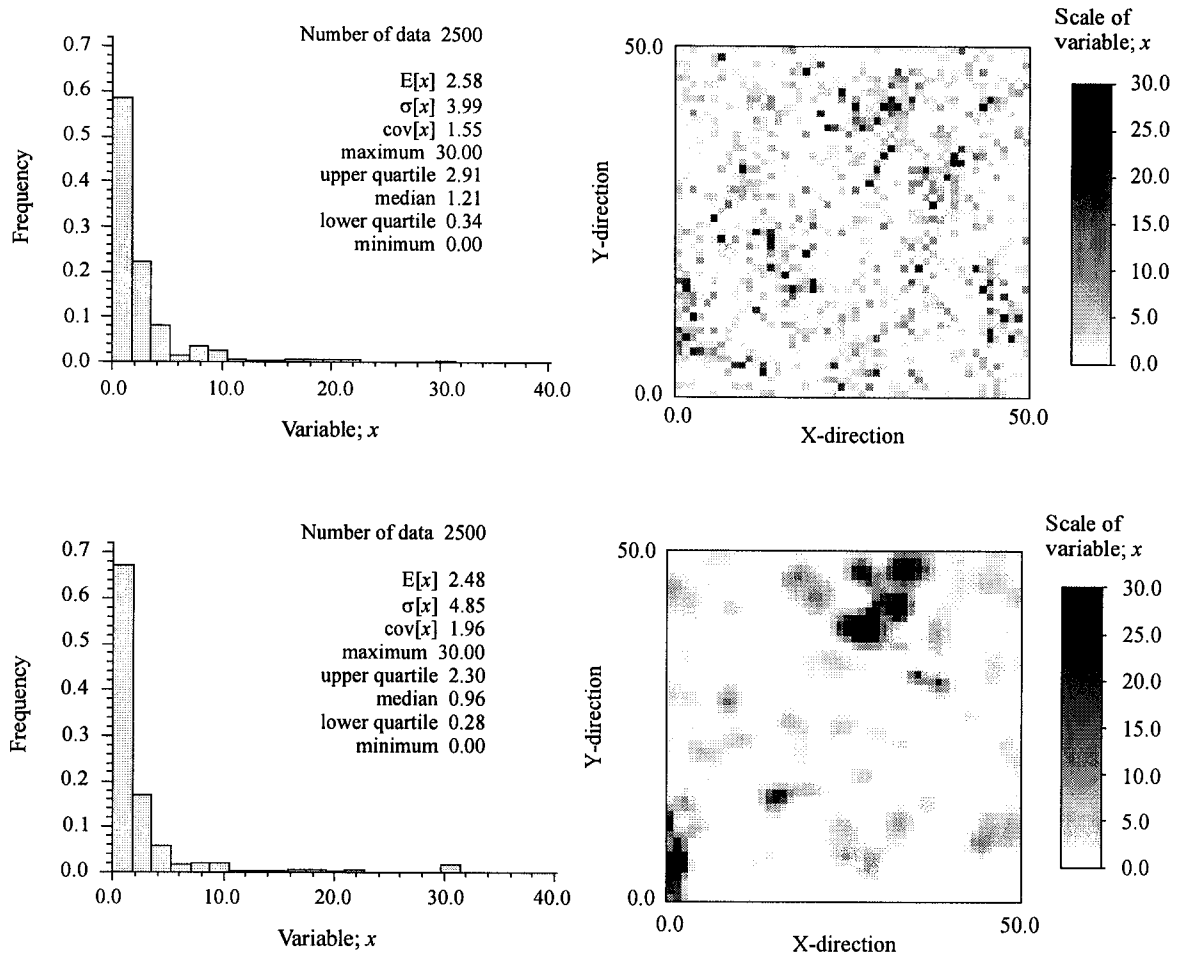 Number of data 2500
E[x] 2.58
σ[x] 3.99
cov[x] 1.55
maximum 30.00
upper quartile 2.91
median 1.21
lower quartile 0.34
minimum 0.00
Frequency
0.7
0.6
0.5
0.4
0.3
0.2
0.1
0.0
0.0
10.0
20.0
30.0
40.0
Variable; x
50.0
Y-direction
0.0
0.0
50.0
X-direction
Scale of
variable; x
30.0
25.0
20.0
15.0
10.0
5.0
0.0
Number of data 2500
E[x] 2.48
σ[x] 4.85
cov[x] 1.96
maximum 30.00
upper quartile 2.30
median 0.96
lower quartile 0.28
minimum 0.00
Frequency
0.7
0.6
0.5
0.4
0.3
0.2
0.1
0.0
0.0
10.0
20.0
30.0
40.0
Variable; x
50.0
Y-direction
0.0
0.0
50.0
X-direction
Scale of
variable; x
30.0
25.0
20.0
15.0
10.0
5.0
0.0